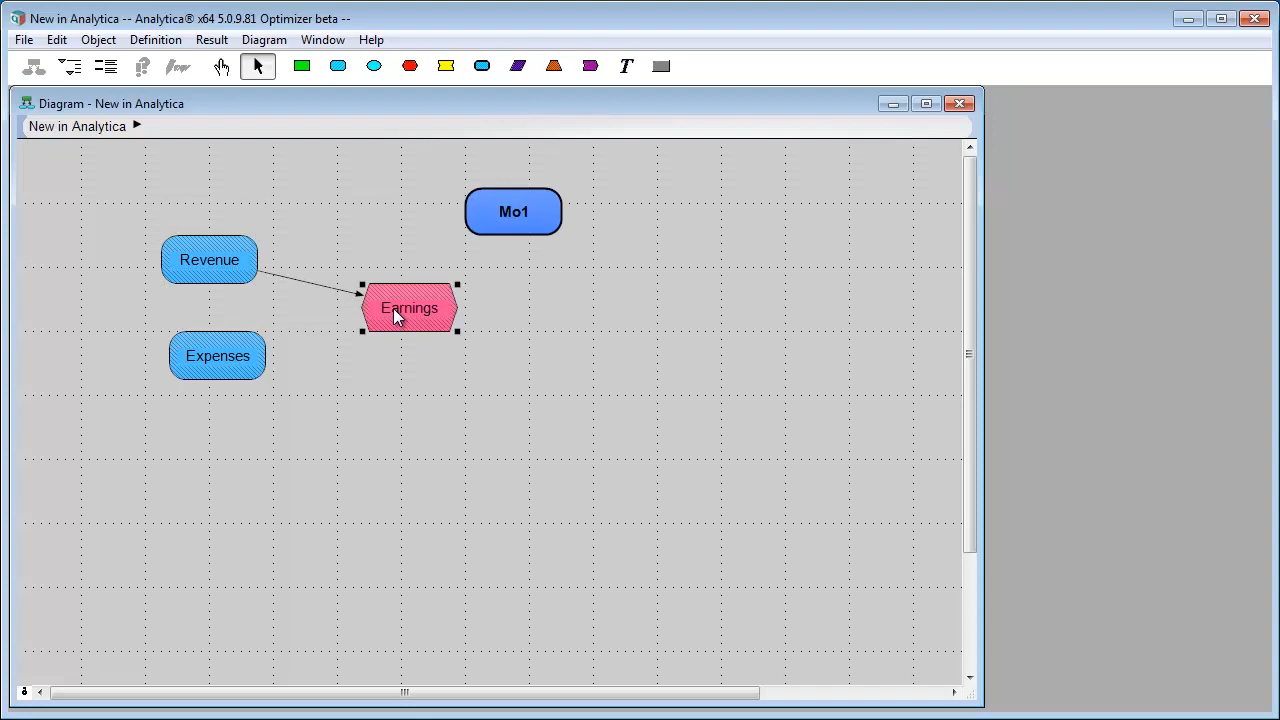 New in Analytica -- Analytica® x64 5.0.9.81 Optimizer beta --
File Edit Object Definition Result Diagram Window Help
T
Diagram - New in Analytica
New in Analytica
Mo1
Revenue
Earnings
Expenses